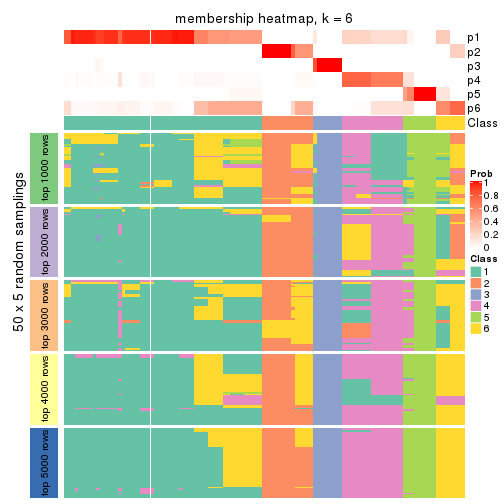 membership heatmap, k = 6
p1
p2
p3
p4
p5
p6
Class
50 x 5 random samplings
top 1000 rows
top 2000 rows
top 3000 rows
top 4000 rows
top 5000 rows
Prob
1
0.8
0.6
0.4
0.2
0
Class
1
2
3
4
5
6